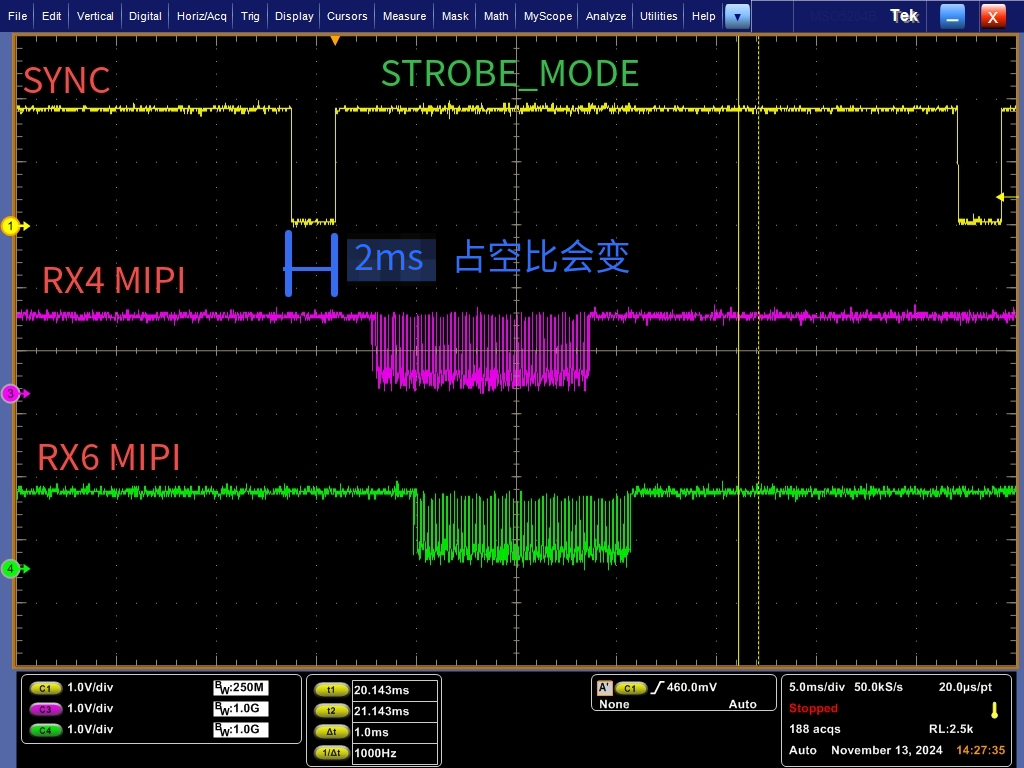 File Edit Vertical Digital Horiz/Acq Trig Display Cursors Measure Mask Math MyScope Analyze Utilities Help Tek X
SYNC
STROBE_MODE
1
2ms 占空比会变
RX4 MIPI
3
RX6 MIPI
4
C1 1.0V/div BW:250M
C3 1.0V/div BW:1.0G
C4 1.0V/div BW:1.0G
t1 20.143ms
t2 21.143ms
Δt 1.0ms
1/Δt 1000Hz
A' C1 460.0mV
None Auto
5.0ms/div 50.0kS/s 20.0µs/pt
Stopped
188 acqs RL:2.5k
Auto November 13, 2024 14:27:35